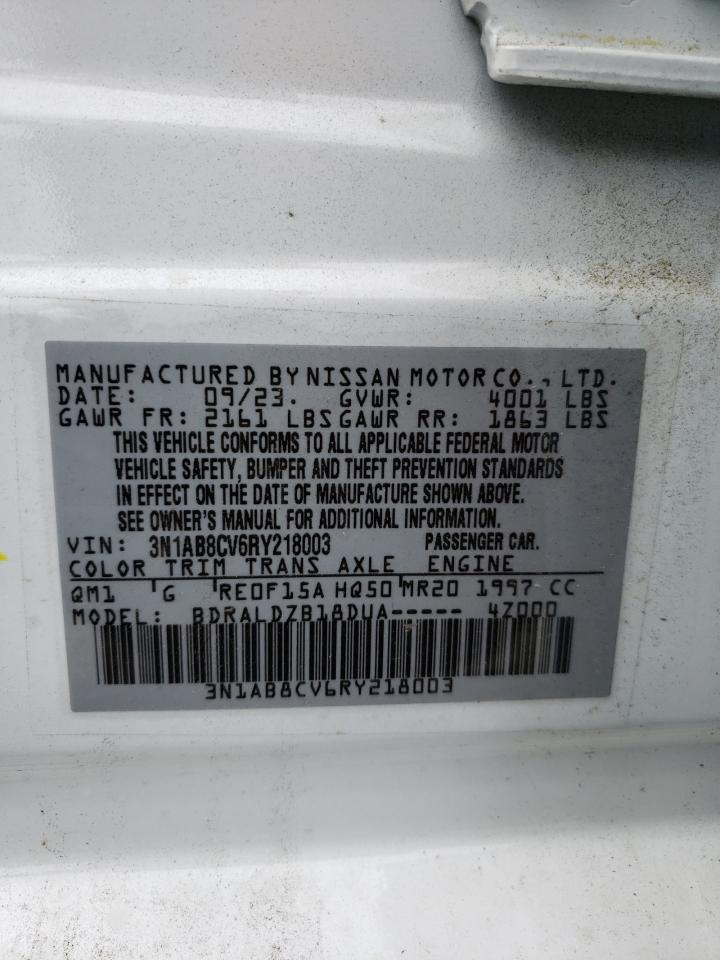 MANUFACTURED BY NISSAN MOTOR CO., LTD.
DATE: 09/23. GVWR: 4001 LBS
GAWR FR: 2161 LBS GAWR RR: 1863 LBS
THIS VEHICLE CONFORMS TO ALL APPLICABLE FEDERAL MOTOR
VEHICLE SAFETY, BUMPER AND THEFT PREVENTION STANDARDS
IN EFFECT ON THE DATE OF MANUFACTURE SHOWN ABOVE.
SEE OWNER'S MANUAL FOR ADDITIONAL INFORMATION.
VIN: 3N1AB8CV6RY218003 PASSENGER CAR.
COLOR TRIM TRANS AXLE ENGINE
QM1 G RE0F15A HQ50 MR20 1997 CC
MODEL: BDRALDZB18DUA----- 4Z000
3N1AB8CV6RY218003